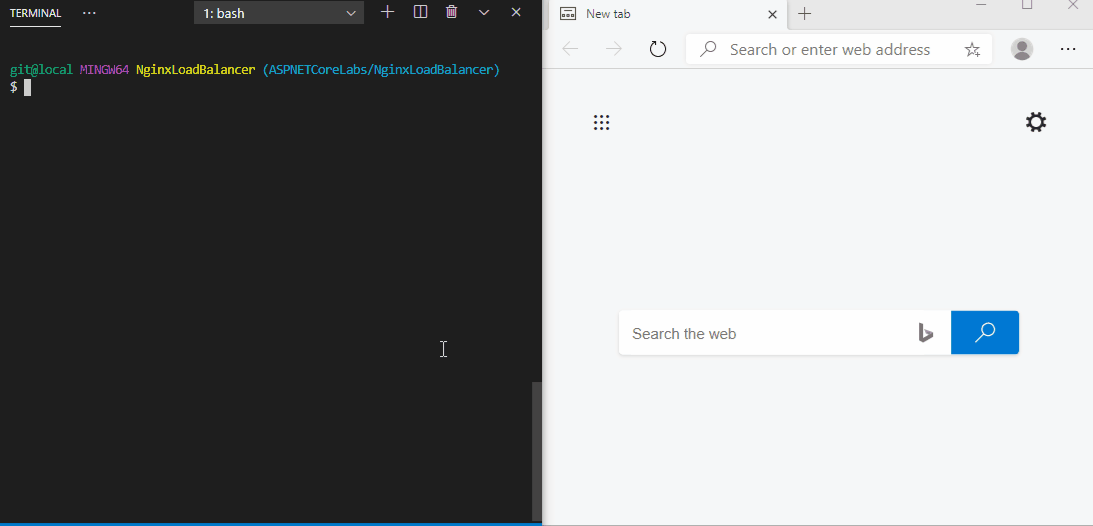 TERMINAL ··· 1: bash
git@local MINGW64 NginxLoadBalancer (ASPNETCoreLabs/NginxLoadBalancer)
$
New tab
Search or enter web address
Search the web